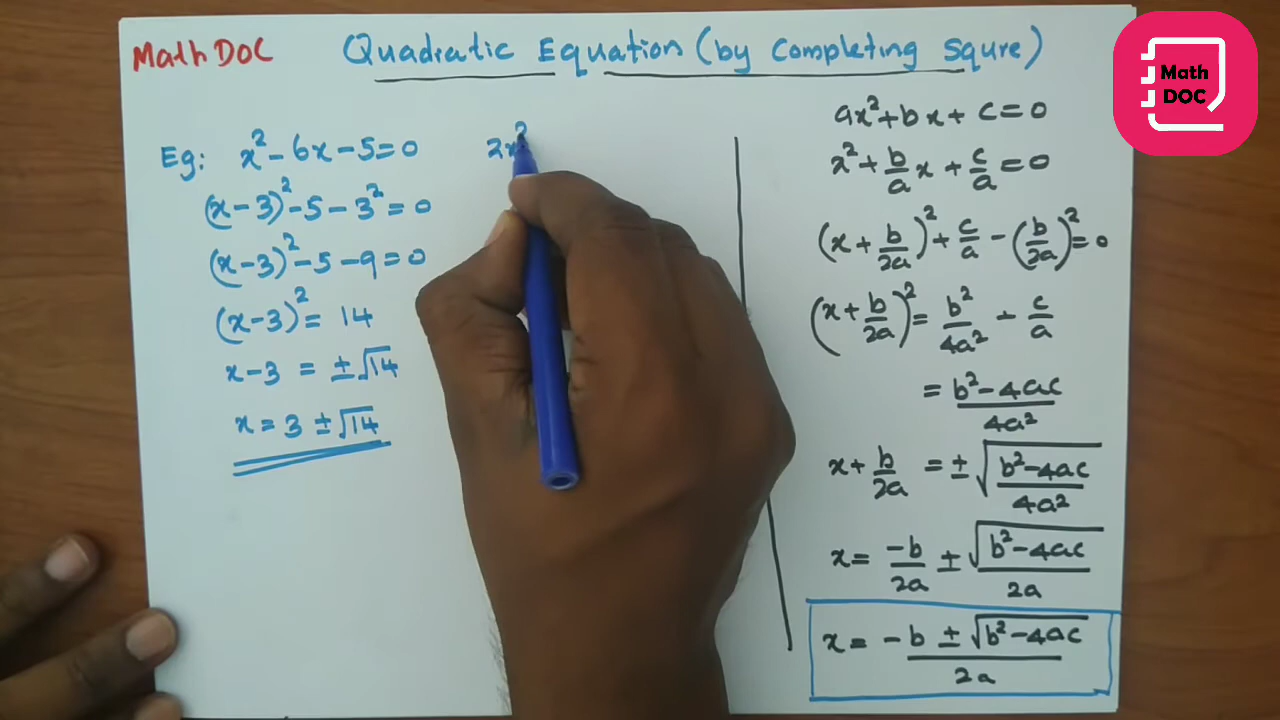 Math DOC
Quadratic Equation (by Completing Squre)
Math
DOC
Eg: x² - 6x - 5 = 0
(x - 3)² - 5 - 3² = 0
(x - 3)² - 5 - 9 = 0
(x - 3)² = 14
x - 3 = ± √14
x = 3 ± √14
2x²
ax² + bx + c = 0
x² + b/a x + c/a = 0
(x + b/2a)² + c/a - (b/2a)² = 0
(x + b/2a)² = b²/4a² - c/a
= b² - 4ac / 4a²
x + b/2a = ± √(b² - 4ac / 4a²)
x = -b/2a ± √(b² - 4ac) / 2a
x = -b ± √(b² - 4ac) / 2a